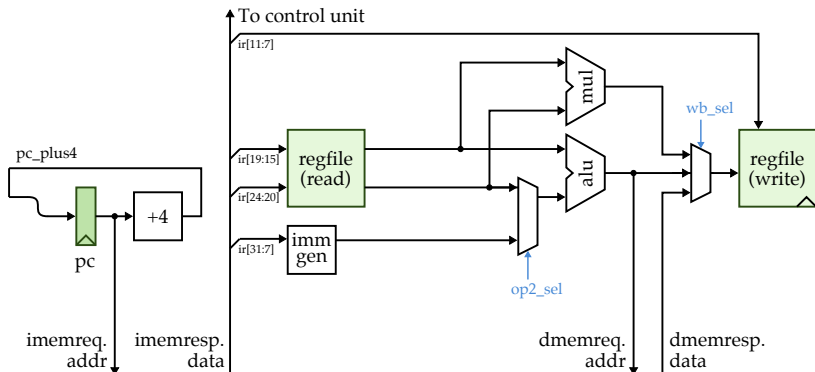 To control unit
ir[11:7]
mul
wb_sel
pc_plus4
ir[19:15]
regfile
(read)
alu
regfile
(write)
ir[24:20]
+4
pc
ir[31:7]
imm
gen
op2_sel
imemreq.
addr
imemresp.
data
dmemreq.
addr
dmemresp.
data